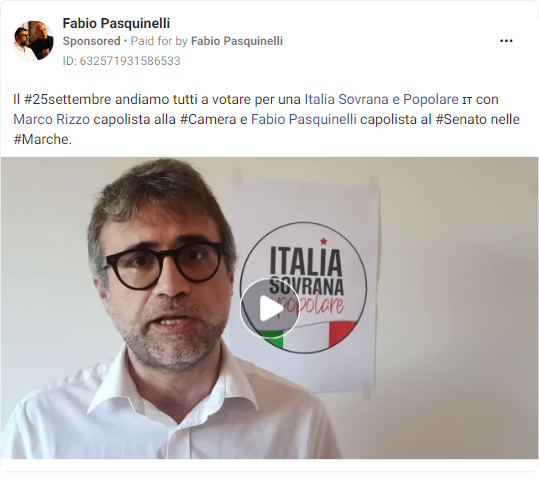 Fabio Pasquinelli
Sponsored • Paid for by Fabio Pasquinelli
ID: 632571931586533
Il #25settembre andiamo tutti a votare per una Italia Sovrana e Popolare ɪᴛ con
Marco Rizzo capolista alla #Camera e Fabio Pasquinelli capolista al #Senato nelle
#Marche.
ITALIA
SOVRANA
popolare